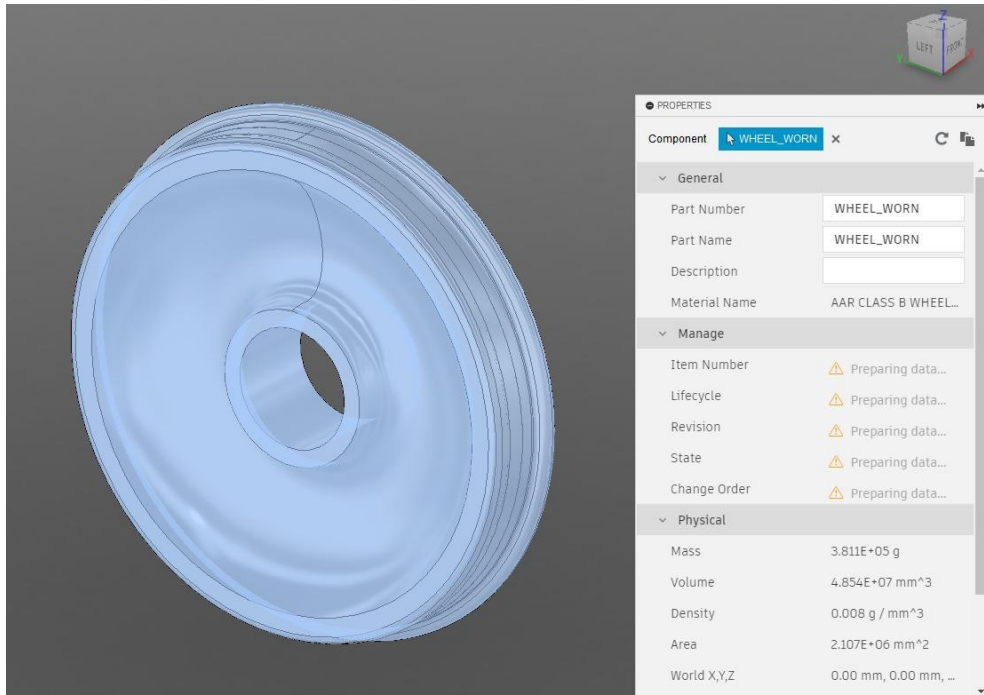 Z
LEFT
FRONT
Y
X
PROPERTIES
Component WHEEL_WORN
General
Part Number WHEEL_WORN
Part Name WHEEL_WORN
Description
Material Name AAR CLASS B WHEEL...
Manage
Item Number Preparing data...
Lifecycle Preparing data...
Revision Preparing data...
State Preparing data...
Change Order Preparing data...
Physical
Mass 3.811E+05 g
Volume 4.854E+07 mm^3
Density 0.008 g / mm^3
Area 2.107E+06 mm^2
World X,Y,Z 0.00 mm, 0.00 mm, ...